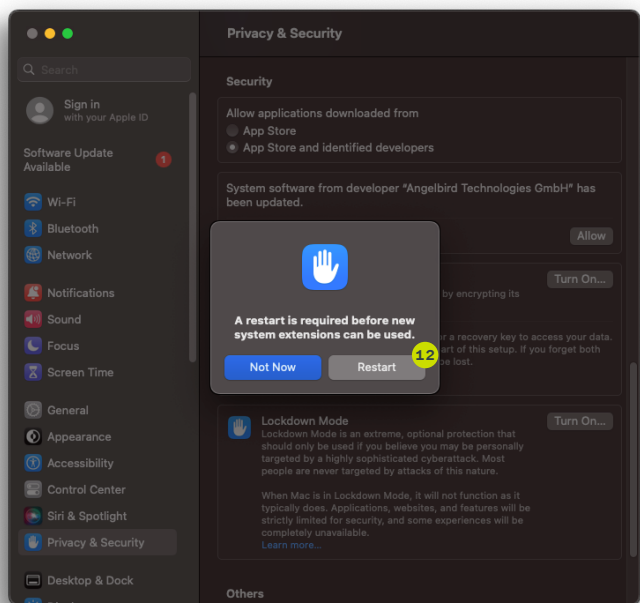 Privacy & Security
Search
Sign in
with your Apple ID
Software Update
Available
1
Wi-Fi
Bluetooth
Network
Notifications
Sound
Focus
Screen Time
General
Appearance
Accessibility
Control Center
Siri & Spotlight
Privacy & Security
Desktop & Dock
Security
Allow applications downloaded from
App Store
App Store and identified developers
System software from developer “Angelbird Technologies GmbH” has
been updated.
Allow
Turn On...
by encrypting its
or a recovery key to access your data.
art of this setup. If you forget both
be lost.
A restart is required before new
system extensions can be used.
12
Not Now
Restart
Lockdown Mode
Turn On...
Lockdown Mode is an extreme, optional protection that
should only be used if you believe you may be personally
targeted by a highly sophisticated cyberattack. Most
people are never targeted by attacks of this nature.
When Mac is in Lockdown Mode, it will not function as it
typically does. Applications, websites, and features will be
strictly limited for security, and some experiences will be
completely unavailable.
Learn more...
Others